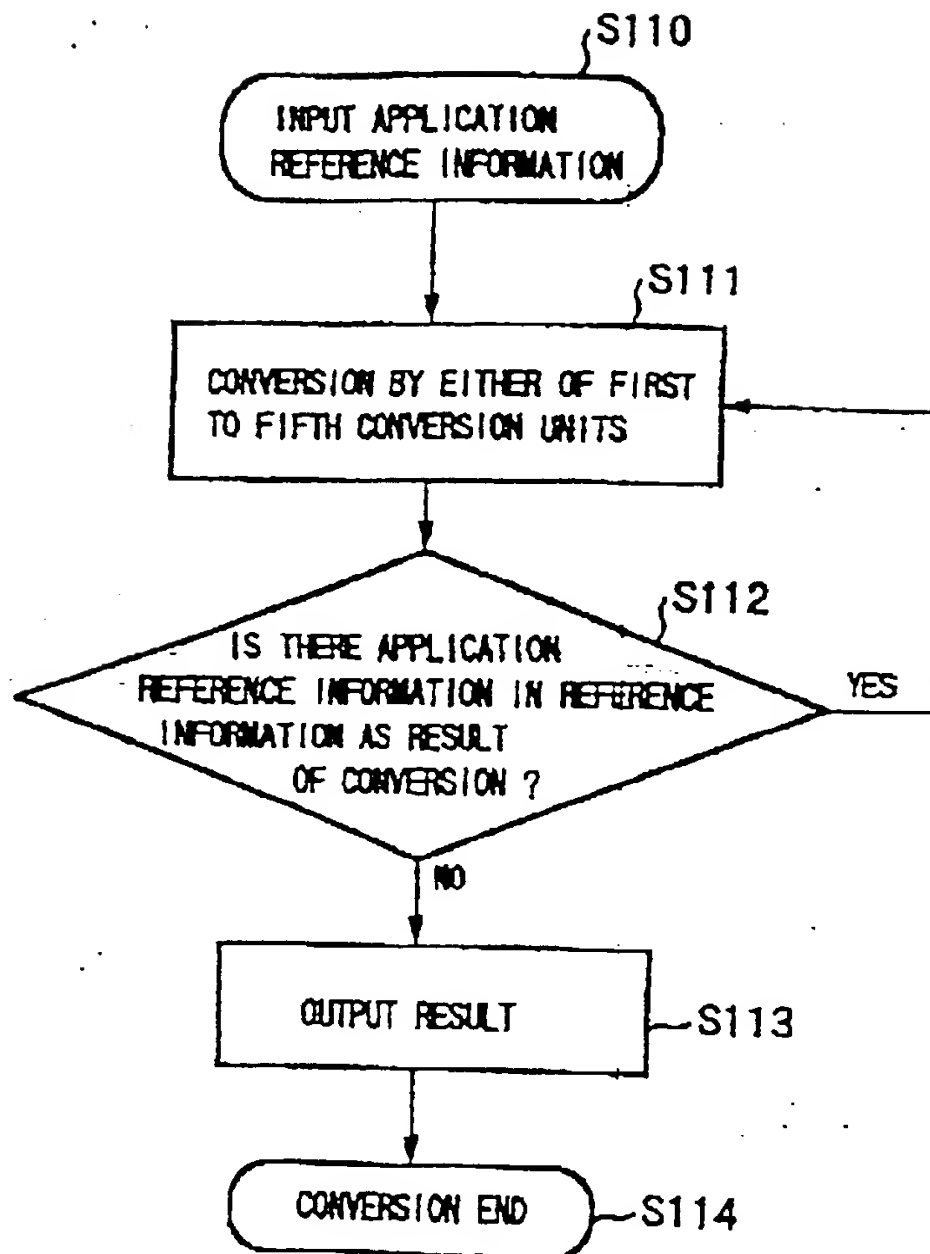 S110
INPUT APPLICATION
REFERENCE INFORMATION
S111
CONVERSION BY EITHER OF FIRST
TO FIFTH CONVERSION UNITS
S112
IS THERE APPLICATION
REFERENCE INFORMATION IN REFERENCE
INFORMATION AS RESULT
OF CONVERSION ?
YES
NO
OUTPUT RESULT
S113
CONVERSION END
S114